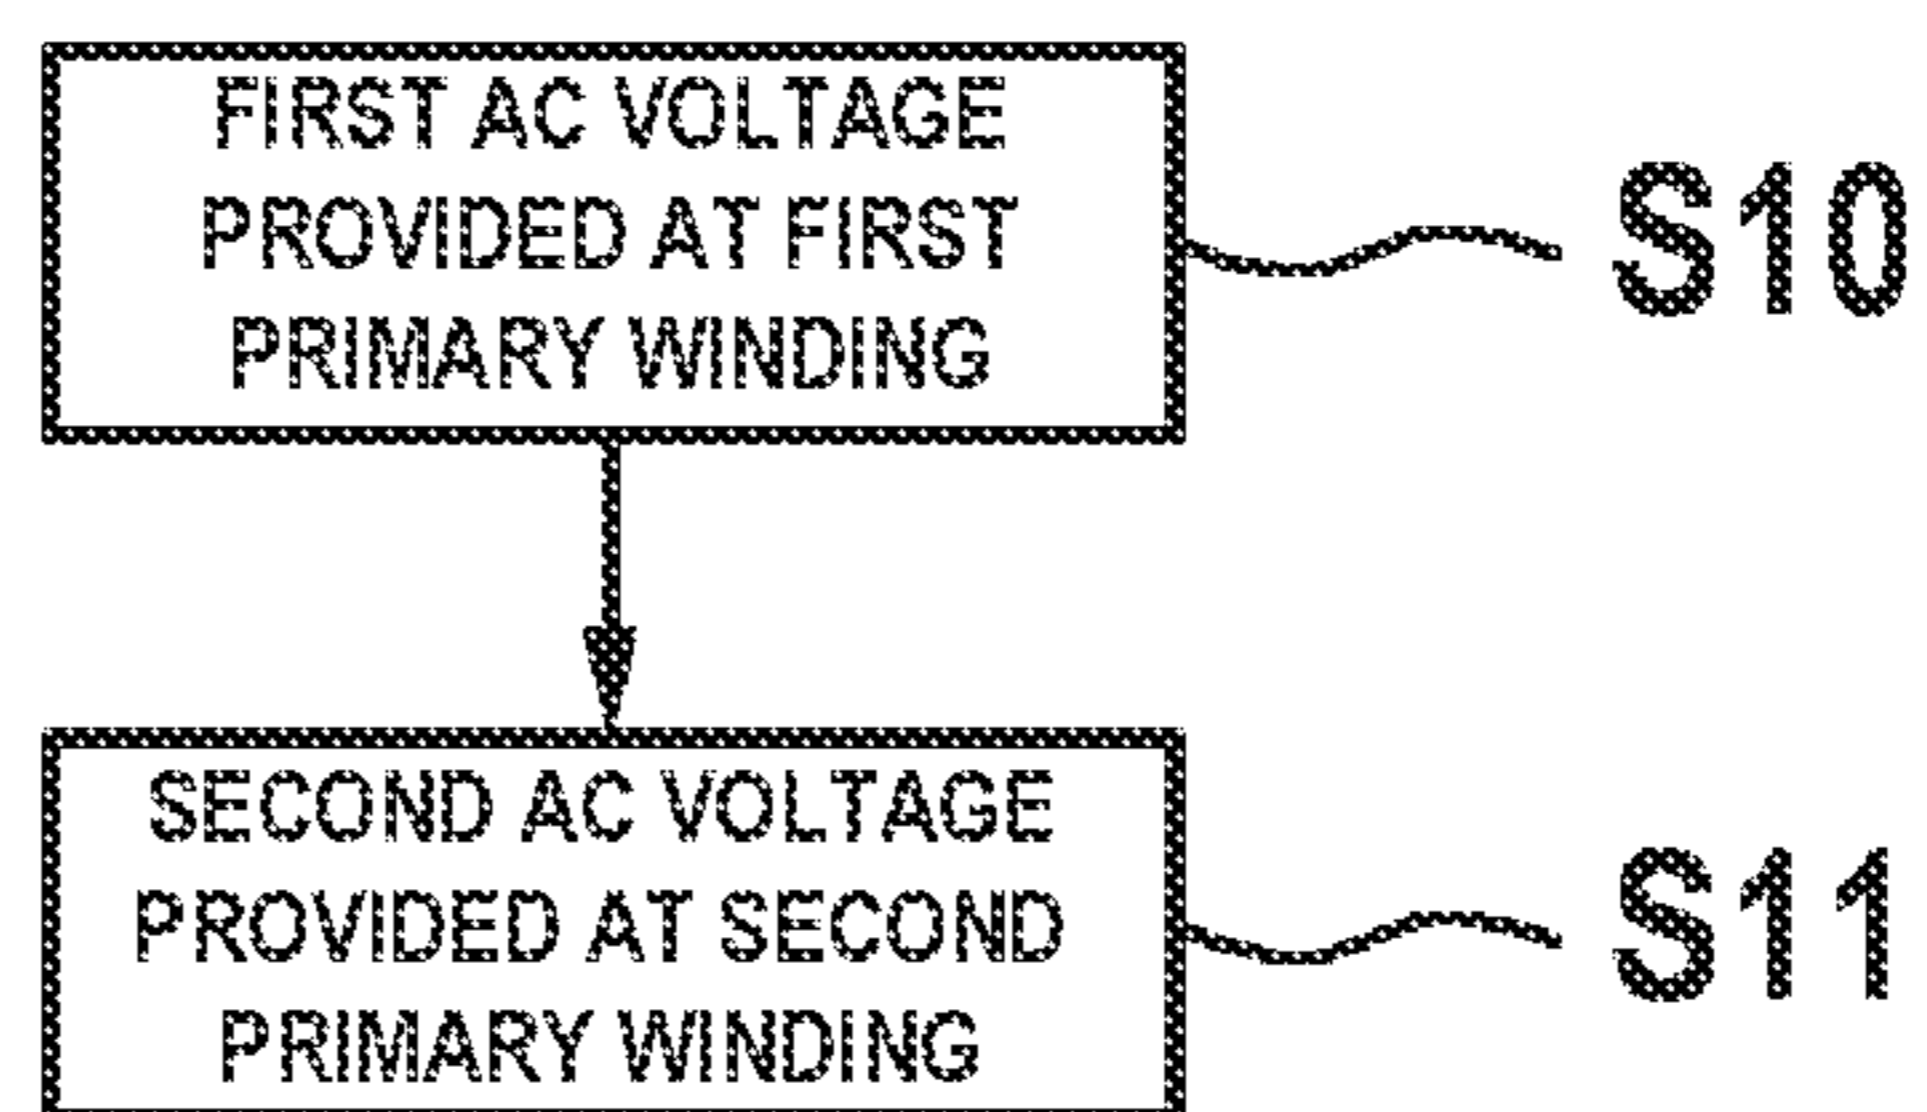 FIRST AC VOLTAGE
PROVIDED AT FIRST
PRIMARY WINDING
S10
SECOND AC VOLTAGE
PROVIDED AT SECOND
PRIMARY WINDING
S11